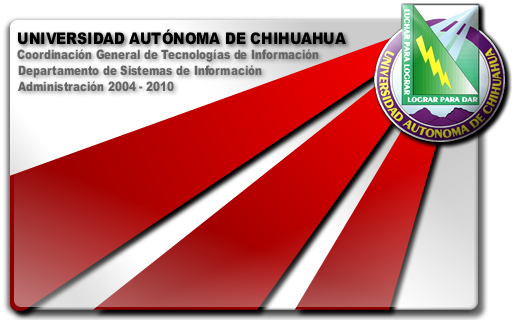 UNIVERSIDAD AUTÓNOMA DE CHIHUAHUA
Coordinación General de Tecnologías de Información
Departamento de Sistemas de Información
Administración 2004 - 2010
LUCHAR PARA LOGRAR
LOGRAR PARA DAR
UNIVERSIDAD AUTONOMA DE CHIHUAHUA